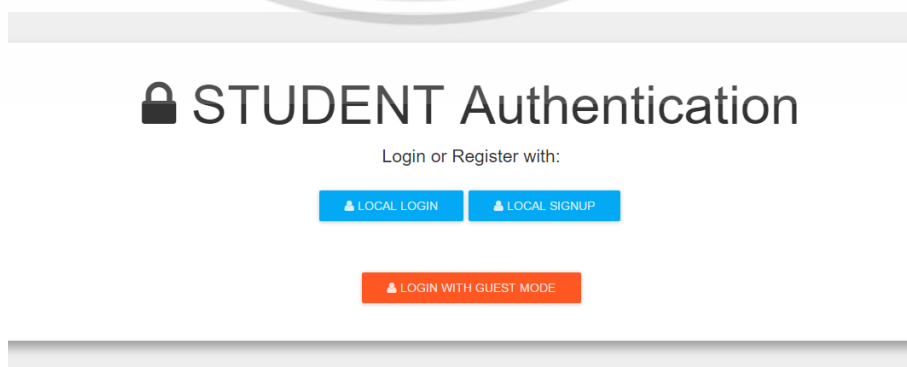 STUDENT Authentication
Login or Register with:
LOCAL LOGIN LOCAL SIGNUP
LOGIN WITH GUEST MODE